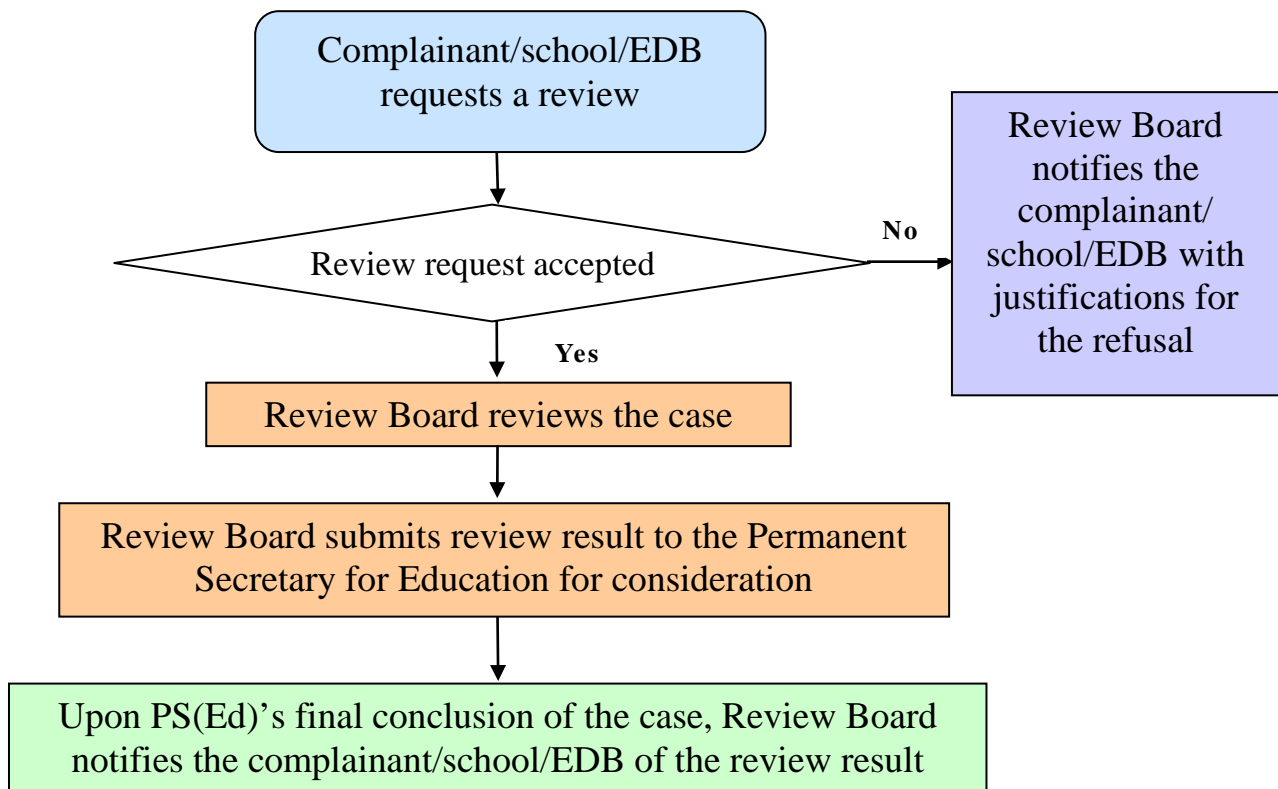 Complainant/school/EDB
requests a review
Review request accepted
No
Review Board
notifies the
complainant/
school/EDB with
justifications for
the refusal
Yes
Review Board reviews the case
Review Board submits review result to the Permanent
Secretary for Education for consideration
Upon PS(Ed)’s final conclusion of the case, Review Board
notifies the complainant/school/EDB of the review result